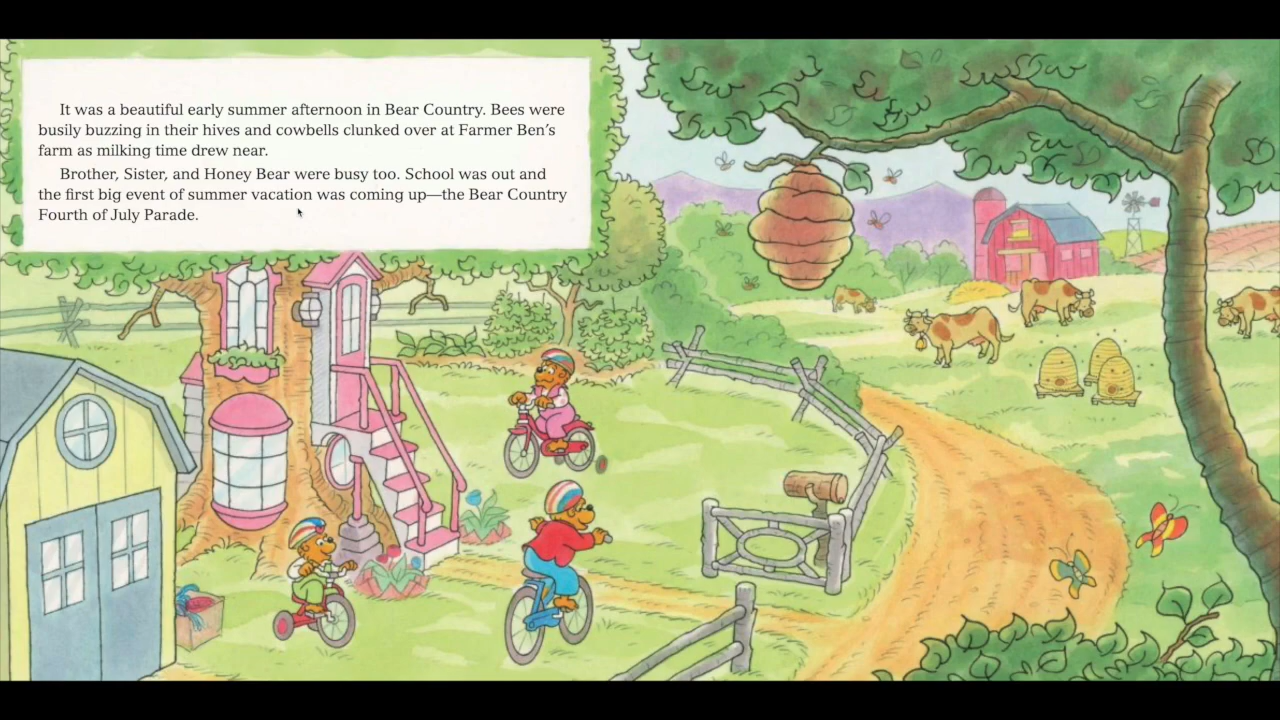 It was a beautiful early summer afternoon in Bear Country. Bees were
busily buzzing in their hives and cowbells clunked over at Farmer Ben's
farm as milking time drew near.
Brother, Sister, and Honey Bear were busy too. School was out and
the first big event of summer vacation was coming up—the Bear Country
Fourth of July Parade.